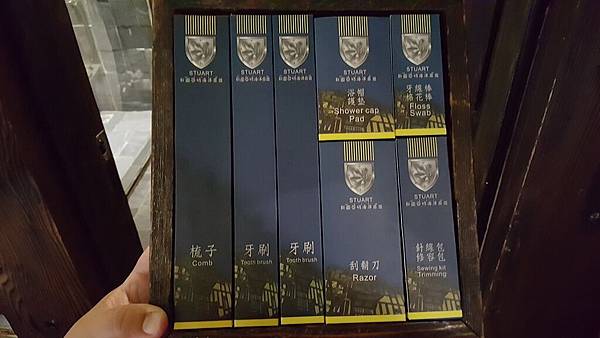 STUART
梳子
Comb
STUART
牙刷
Tooth brush
STUART
牙刷
Tooth brush
STUART
浴帽
護墊
Shower cap
Pad
STUART
牙線棒
棉花棒
Floss
Swab
STUART
刮鬍刀
Razor
STUART
針線包
修容包
Sewing kit
Trimming